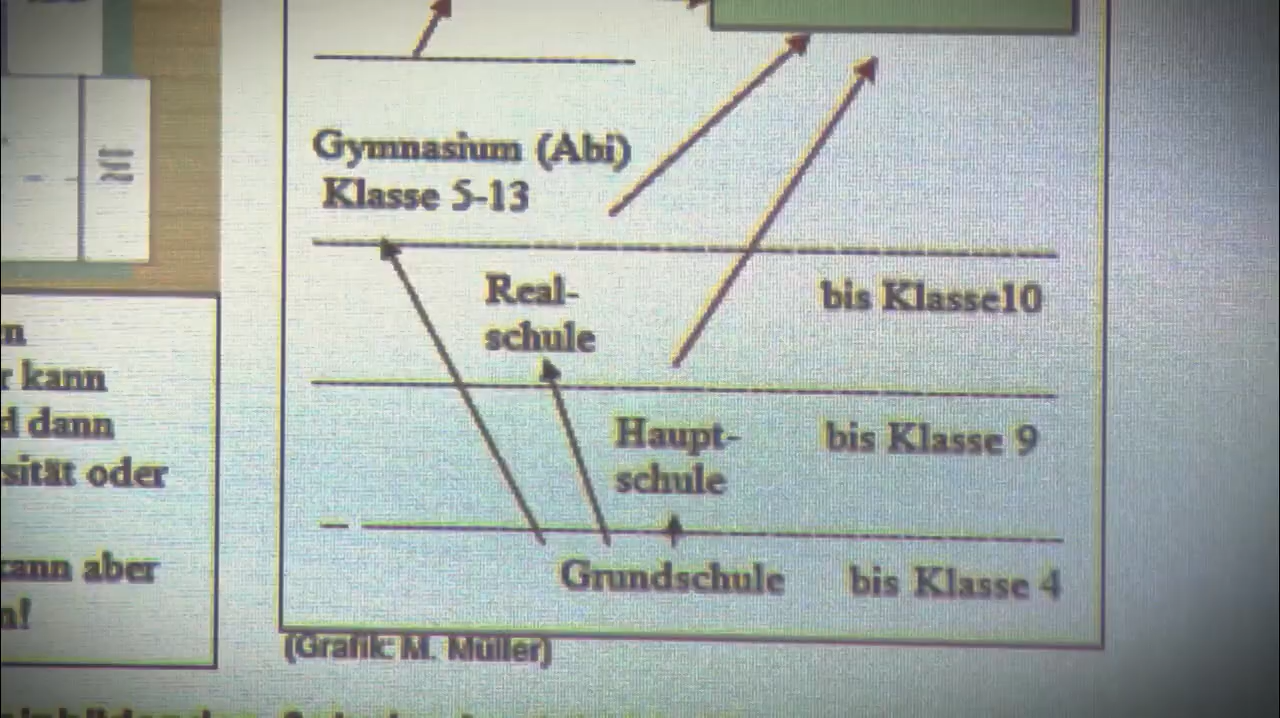 Gymnasium (Abi)
Klasse 5-13
Real-
schule
bis Klasse10
Haupt-
schule
bis Klasse 9
Grundschule
bis Klasse 4
(Grafik: M. Müller)
n
r kann
d dann
sität oder
kann aber
n!